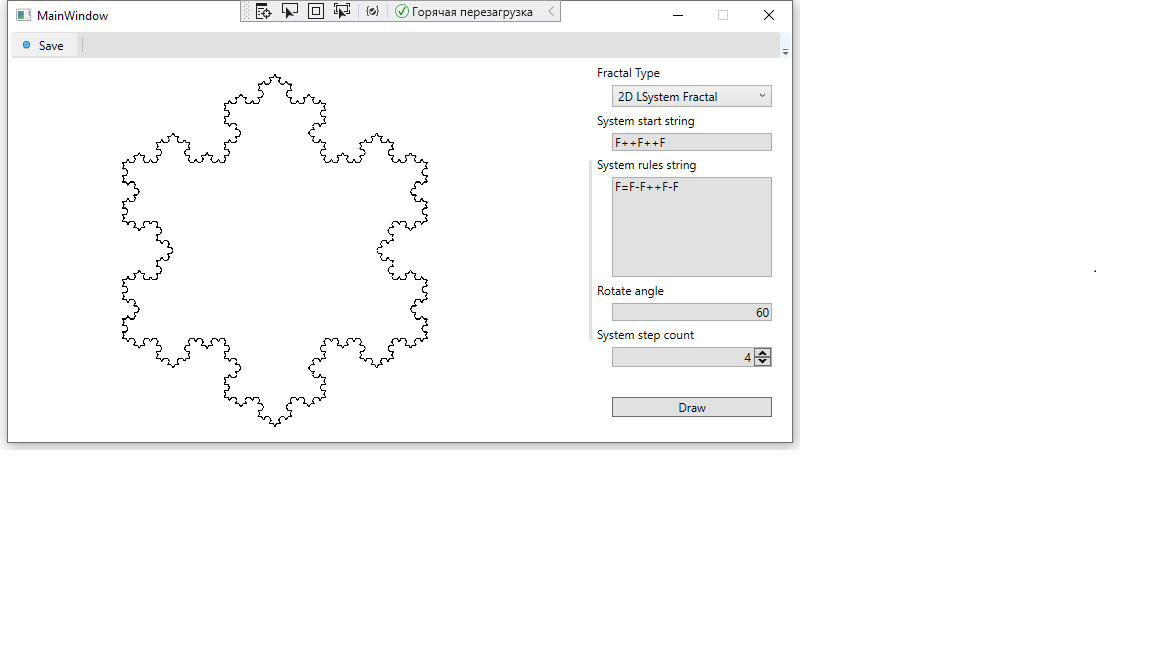 MainWindow
Горячая перезагрузка
Save
Fractal Type
2D LSystem Fractal
System start string
F++F++F
System rules string
F=F-F++F-F
Rotate angle
60
System step count
4
Draw